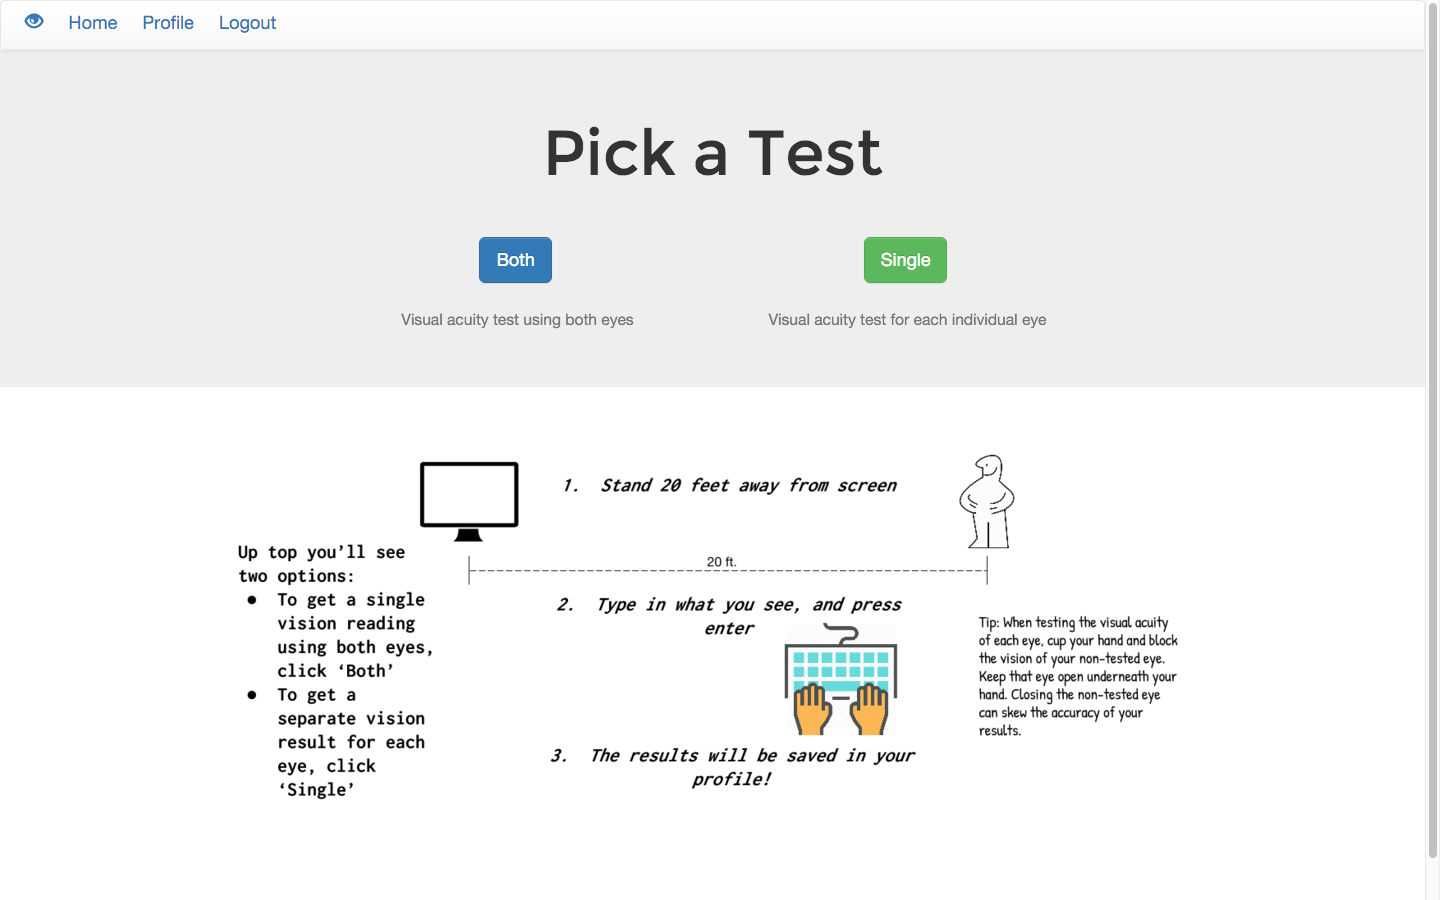 Home Profile Logout
Pick a Test
Both
Single
Visual acuity test using both eyes
Visual acuity test for each individual eye
1. Stand 20 feet away from screen
20 ft.
Up top you’ll see
two options:
● To get a single
vision reading
using both eyes,
click ‘Both’
● To get a
separate vision
result for each
eye, click
‘Single’
2. Type in what you see, and press
enter
3. The results will be saved in your
profile!
Tip: When testing the visual acuity
of each eye, cup your hand and block
the vision of your non-tested eye.
Keep that eye open underneath your
hand. Closing the non-tested eye
can skew the accuracy of your
results.